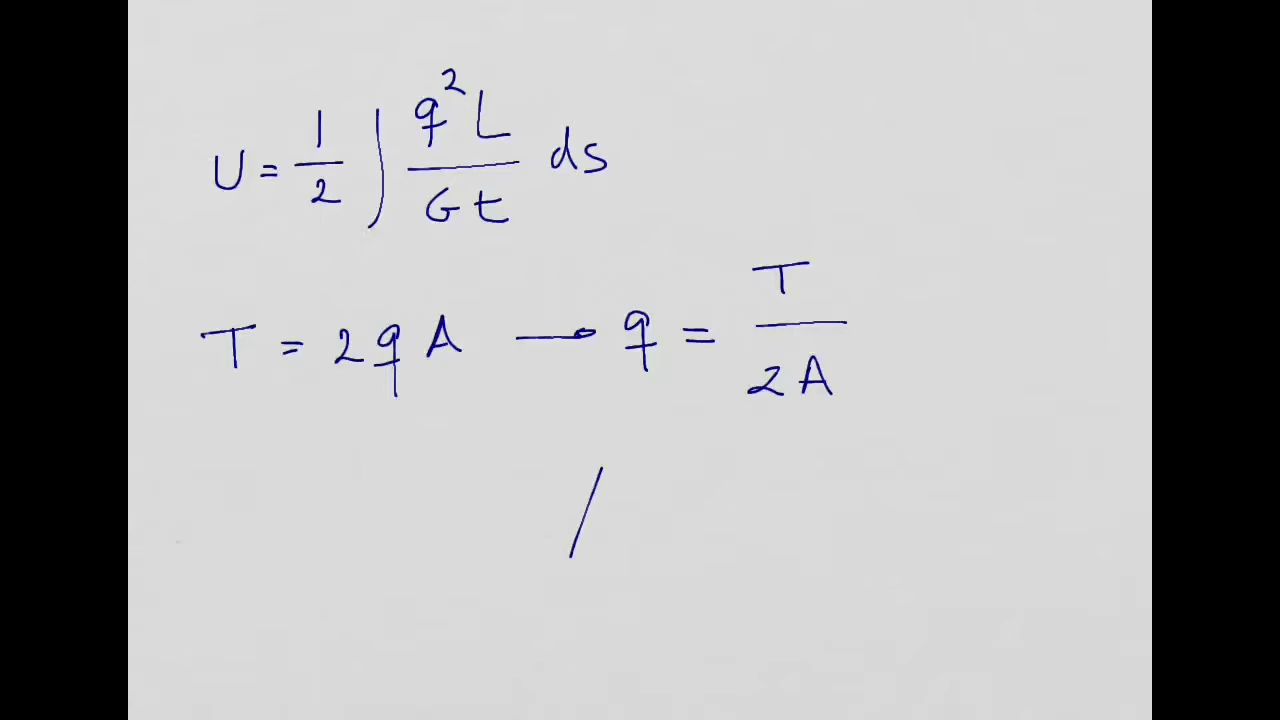 U = 1/2 ∫ q²L/Gt ds
T = 2qA → q = T/2A
/